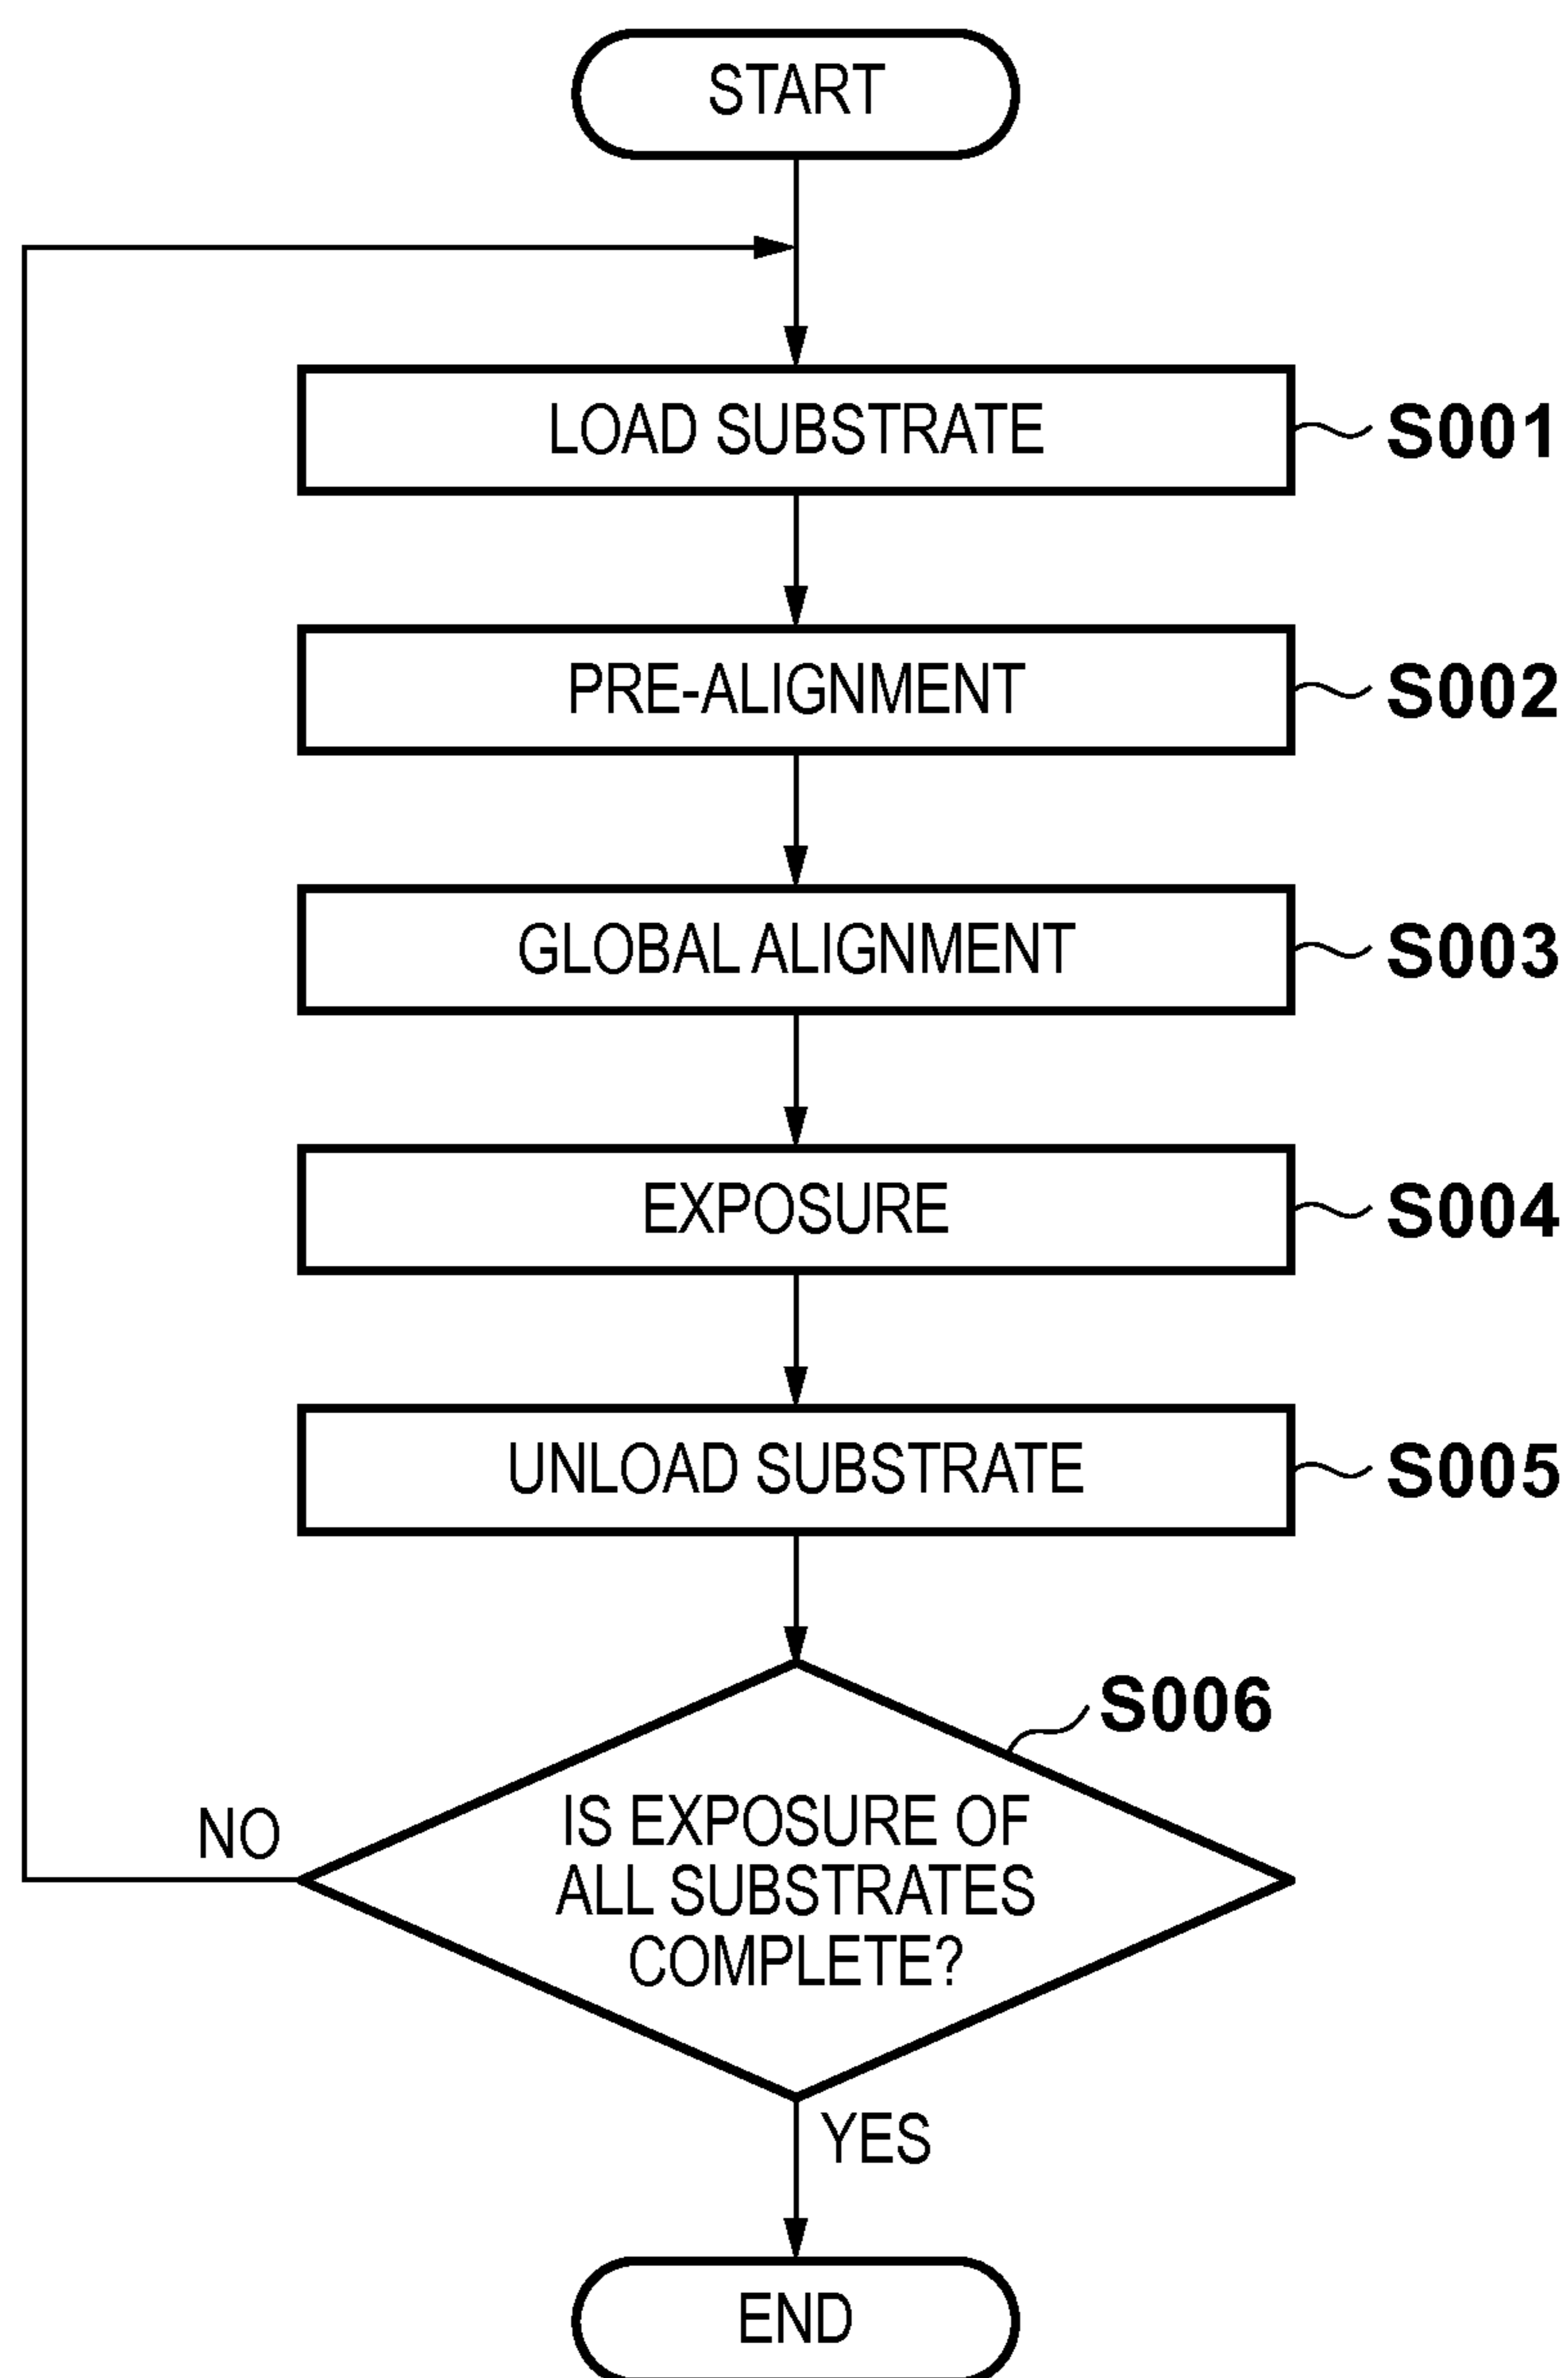 START
LOAD SUBSTRATE S001
PRE-ALIGNMENT S002
GLOBAL ALIGNMENT S003
EXPOSURE S004
UNLOAD SUBSTRATE S005
S006
IS EXPOSURE OF
ALL SUBSTRATES
COMPLETE?
NO
YES
END